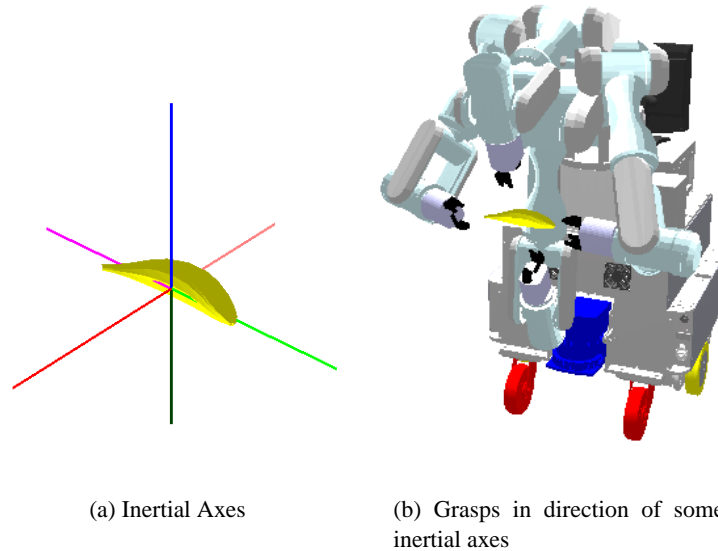 (a) Inertial Axes
(b) Grasps in direction of some
inertial axes